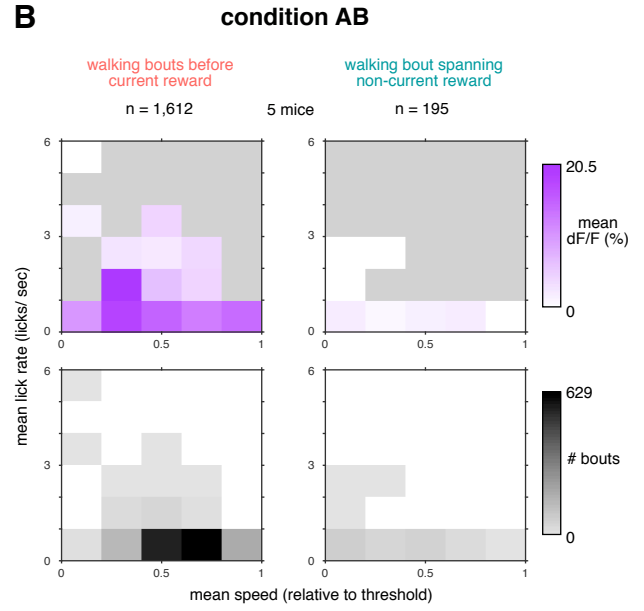 B
condition AB
walking bouts before
current reward
walking bout spanning
non-current reward
n = 1,612
5 mice
n = 195
6
3
0
0
0.5
1
6
3
0
0
0.5
1
20.5
mean
dF/F (%)
0
mean lick rate (licks/ sec)
6
3
0
0
0.5
1
6
3
0
0
0.5
1
629
# bouts
0
mean speed (relative to threshold)